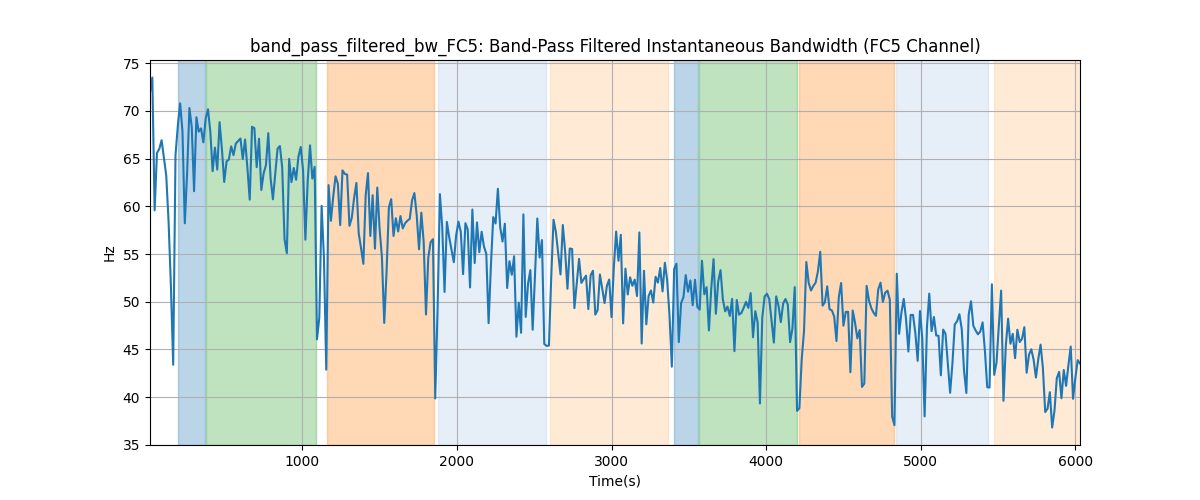 band_pass_filtered_bw_FC5: Band-Pass Filtered Instantaneous Bandwidth (FC5 Channel)
75
70
65
60
55
50
45
40
35
Hz
1000 2000 3000 4000 5000 6000
Time(s)